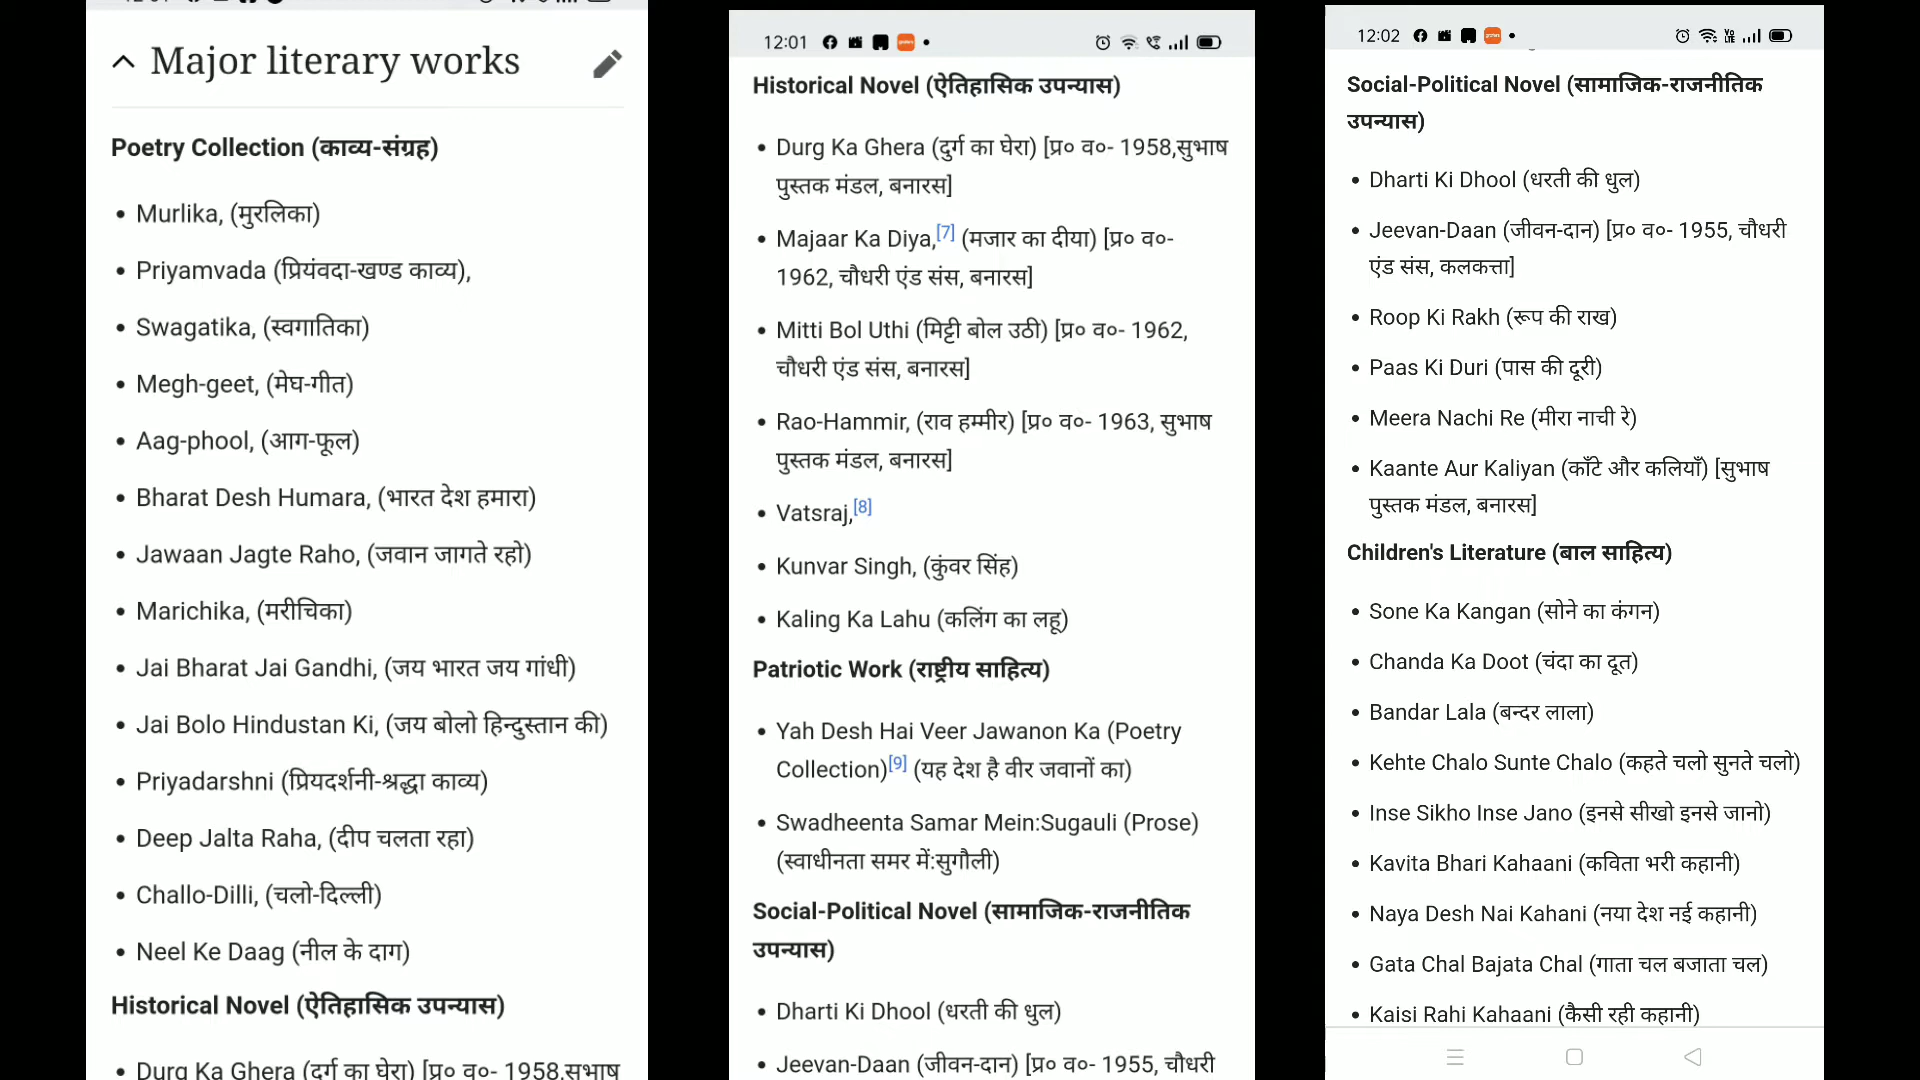 Major literary works
Poetry Collection (काव्य-संग्रह)
• Murlika, (मुरलिका)
• Priyamvada (प्रियंवदा-खण्ड काव्य),
• Swagatika, (स्वगातिका)
• Megh-geet, (मेघ-गीत)
• Aag-phool, (आग-फूल)
• Bharat Desh Humara, (भारत देश हमारा)
• Jawaan Jagte Raho, (जवान जागते रहो)
• Marichika, (मरीचिका)
• Jai Bharat Jai Gandhi, (जय भारत जय गांधी)
• Jai Bolo Hindustan Ki, (जय बोलो हिन्दुस्तान की)
• Priyadarshni (प्रियदर्शनी-श्रद्धा काव्य)
• Deep Jalta Raha, (दीप चलता रहा)
• Challo-Dilli, (चलो-दिल्ली)
• Neel Ke Daag (नील के दाग)
Historical Novel (ऐतिहासिक उपन्यास)
• Durg Ka Ghera (दुर्ग का घेरा) [प्र० व०- 1958,सुभाष
12:01
Historical Novel (ऐतिहासिक उपन्यास)
• Durg Ka Ghera (दुर्ग का घेरा) [प्र० व०- 1958,सुभाष
पुस्तक मंडल, बनारस]
• Majaar Ka Diya,[7] (मजार का दीया) [प्र० व०-
1962, चौधरी एंड संस, बनारस]
• Mitti Bol Uthi (मिट्टी बोल उठी) [प्र० व०- 1962,
चौधरी एंड संस, बनारस]
• Rao-Hammir, (राव हम्मीर) [प्र० व०- 1963, सुभाष
पुस्तक मंडल, बनारस]
• Vatsraj,[8]
• Kunvar Singh, (कुंवर सिंह)
• Kaling Ka Lahu (कलिंग का लहू)
Patriotic Work (राष्ट्रीय साहित्य)
• Yah Desh Hai Veer Jawanon Ka (Poetry
Collection)[9] (यह देश है वीर जवानों का)
• Swadheenta Samar Mein:Sugauli (Prose)
(स्वाधीनता समर में:सुगौली)
Social-Political Novel (सामाजिक-राजनीतिक
उपन्यास)
• Dharti Ki Dhool (धरती की धुल)
• Jeevan-Daan (जीवन-दान) [प्र० व०- 1955, चौधरी
12:02
Social-Political Novel (सामाजिक-राजनीतिक
उपन्यास)
• Dharti Ki Dhool (धरती की धुल)
• Jeevan-Daan (जीवन-दान) [प्र० व०- 1955, चौधरी
एंड संस, कलकत्ता]
• Roop Ki Rakh (रूप की राख)
• Paas Ki Duri (पास की दूरी)
• Meera Nachi Re (मीरा नाची रे)
• Kaante Aur Kaliyan (काँटे और कलियाँ) [सुभाष
पुस्तक मंडल, बनारस]
Children's Literature (बाल साहित्य)
• Sone Ka Kangan (सोने का कंगन)
• Chanda Ka Doot (चंदा का दूत)
• Bandar Lala (बन्दर लाला)
• Kehte Chalo Sunte Chalo (कहते चलो सुनते चलो)
• Inse Sikho Inse Jano (इनसे सीखो इनसे जानो)
• Kavita Bhari Kahaani (कविता भरी कहानी)
• Naya Desh Nai Kahani (नया देश नई कहानी)
• Gata Chal Bajata Chal (गाता चल बजाता चल)
• Kaisi Rahi Kahaani (कैसी रही कहानी)